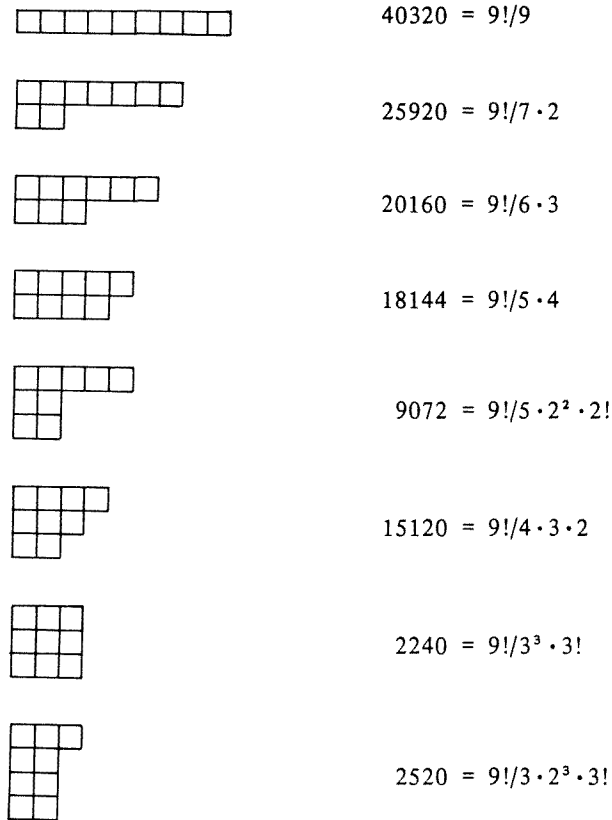 40320 = 9!/9
25920 = 9!/7 · 2
20160 = 9!/6 · 3
18144 = 9!/5 · 4
9072 = 9!/5 · 2² · 2!
15120 = 9!/4 · 3 · 2
2240 = 9!/3³ · 3!
2520 = 9!/3 · 2³ · 3!